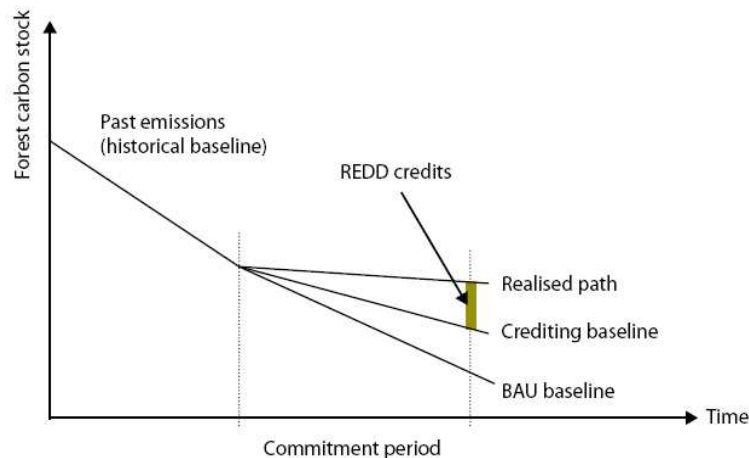 Forest carbon stock
Past emissions
(historical baseline)
REDD credits
Realised path
Crediting baseline
BAU baseline
Time
Commitment period